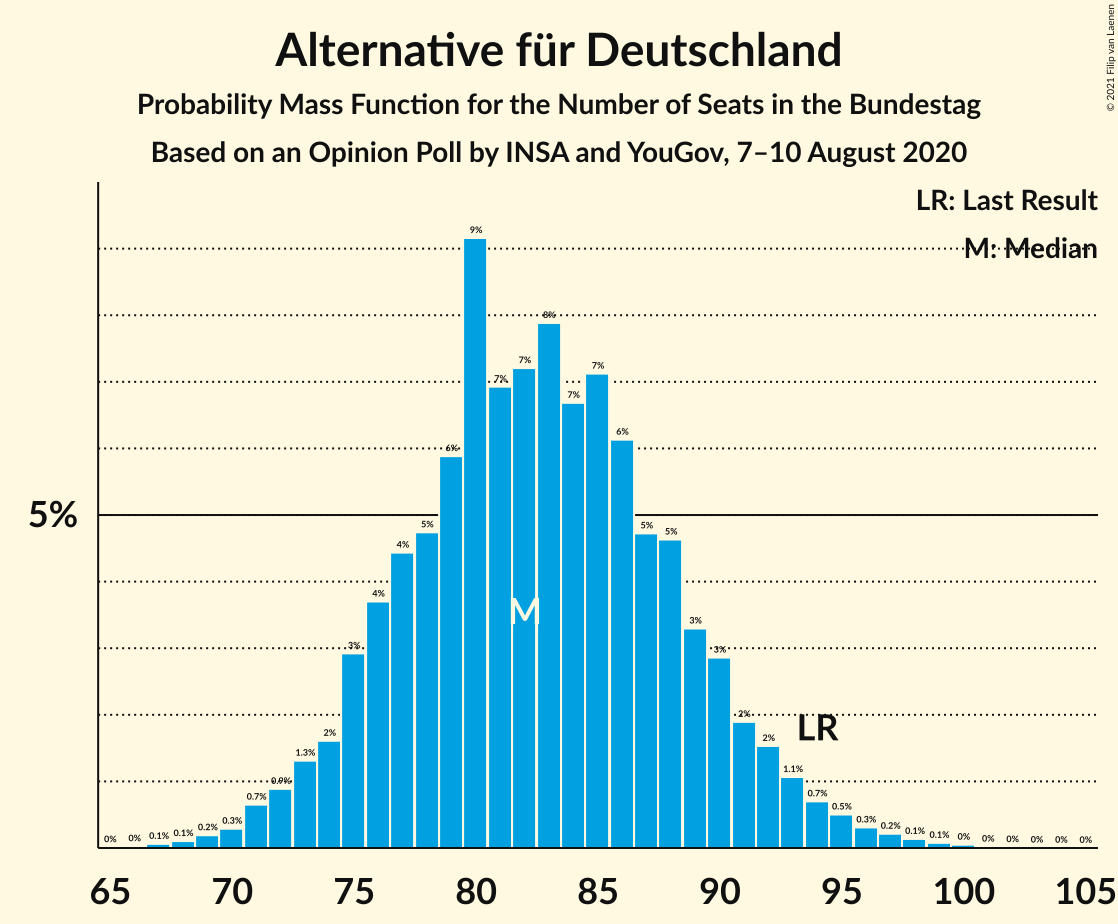 Alternative für Deutschland
Probability Mass Function for the Number of Seats in the Bundestag
Based on an Opinion Poll by INSA and YouGov, 7–10 August 2020
© 2021 Filip van Laenen
LR: Last Result
M: Median
5%
0% 0% 0.1% 0.1% 0.2% 0.3% 0.7% 0.9% 1.3% 2% 3% 4% 4% 5% 6% 9% 7% 7% 8% 7% 7% 6% 5% 5% 3% 3% 2% 2% 1.1% 0.7% 0.5% 0.3% 0.2% 0.1% 0.1% 0% 0% 0% 0% 0% 0%
M
LR
65 70 75 80 85 90 95 100 105